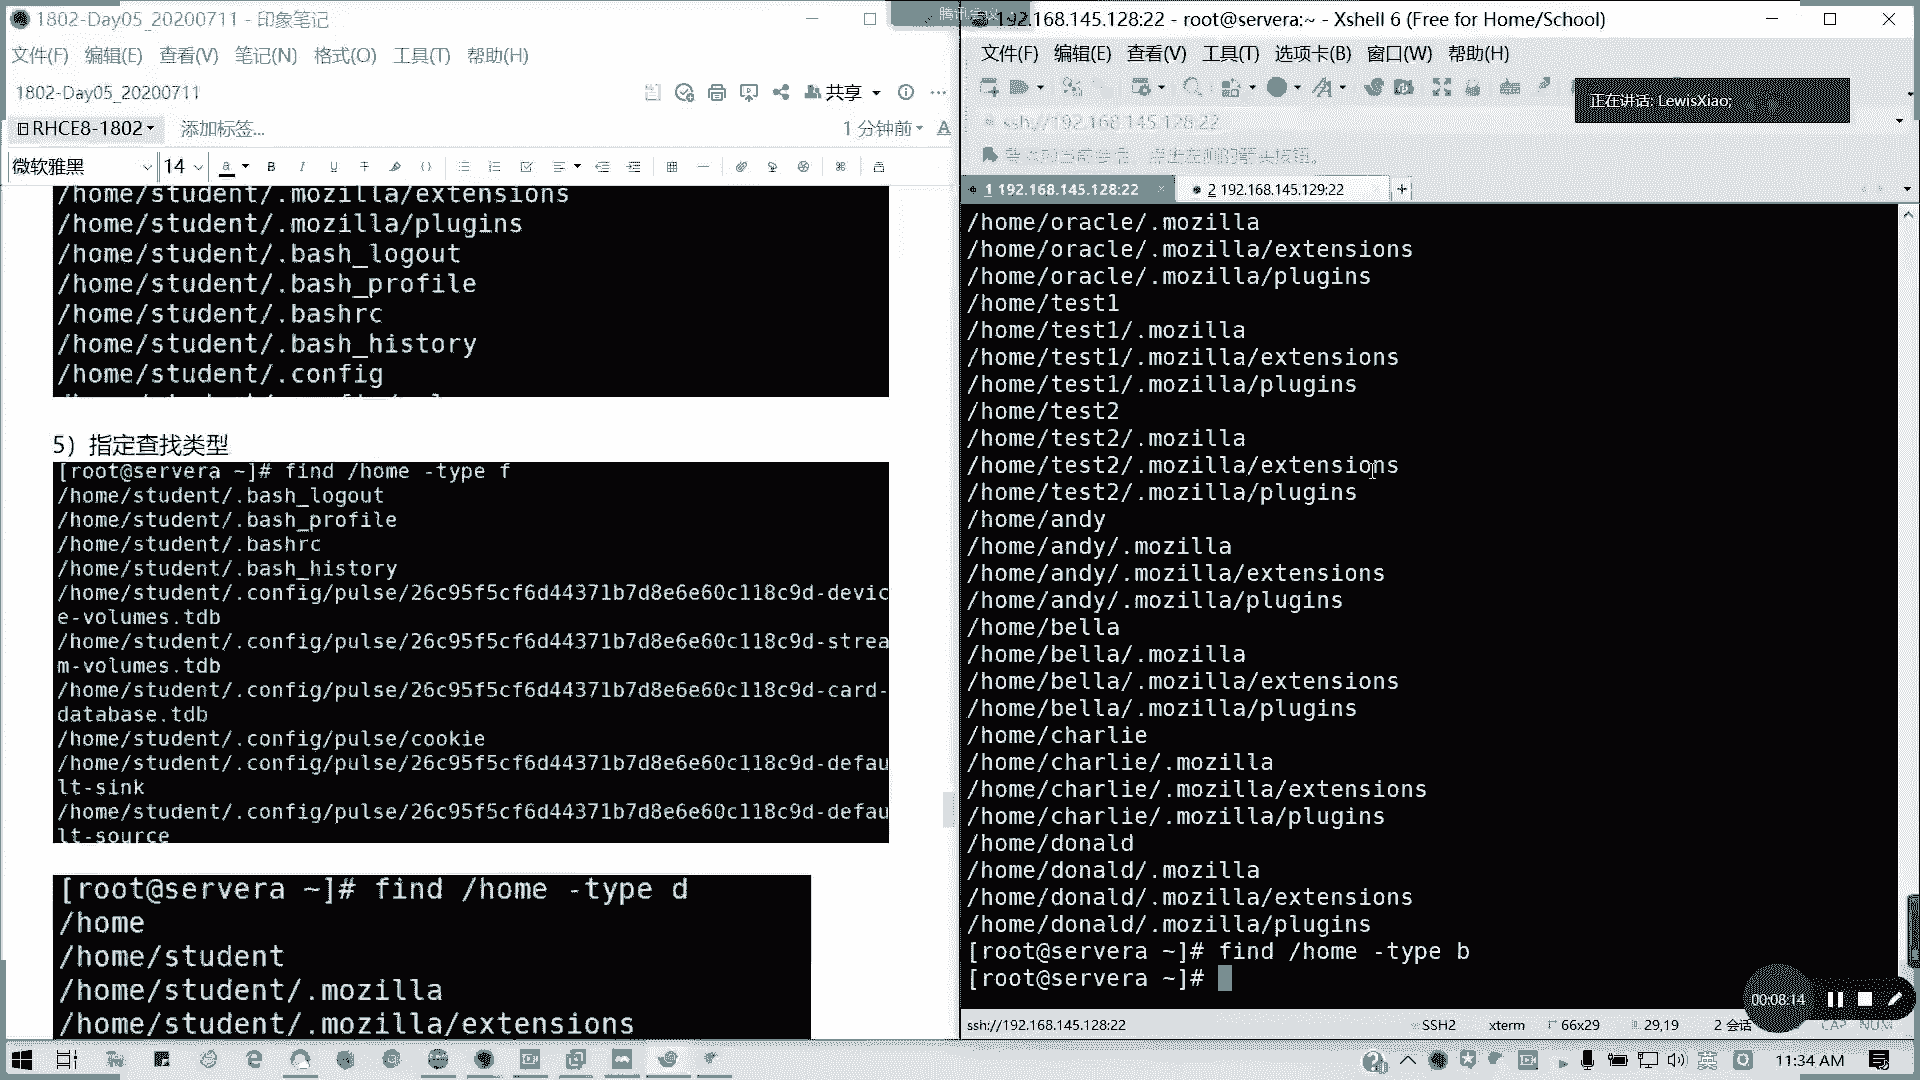 1802-Day05_20200711 - 印象笔记
文件(F) 编辑(E) 查看(V) 笔记(N) 格式(O) 工具(T) 帮助(H)
1802-Day05_20200711
共享
RHCE8-1802
添加标签...
1 分钟前
微软雅黑
14
/home/student/.mozilla/extensions
/home/student/.mozilla/plugins
/home/student/.bash_logout
/home/student/.bash_profile
/home/student/.bashrc
/home/student/.bash_history
/home/student/.config
5）指定查找类型
[root@servera ~]# find /home -type f
/home/student/.bash_logout
/home/student/.bash_profile
/home/student/.bashrc
/home/student/.bash_history
/home/student/.config/pulse/26c95f5cf6d44371b7d8e6e60c118c9d-devic
e-volumes.tdb
/home/student/.config/pulse/26c95f5cf6d44371b7d8e6e60c118c9d-strea
m-volumes.tdb
/home/student/.config/pulse/26c95f5cf6d44371b7d8e6e60c118c9d-card-
database.tdb
/home/student/.config/pulse/cookie
/home/student/.config/pulse/26c95f5cf6d44371b7d8e6e60c118c9d-defau
lt-sink
/home/student/.config/pulse/26c95f5cf6d44371b7d8e6e60c118c9d-defau
lt-source
[root@servera ~]# find /home -type d
/home
/home/student
/home/student/.mozilla
/home/student/.mozilla/extensions
腾讯会议
192.168.145.128:22 - root@servera:~ - Xshell 6 (Free for Home/School)
文件(F) 编辑(E) 查看(V) 工具(T) 选项卡(B) 窗口(W) 帮助(H)
正在讲话: LewisXiao;
ssh://192.168.145.128:22
1 192.168.145.128:22
2 192.168.145.129:22
/home/oracle/.mozilla
/home/oracle/.mozilla/extensions
/home/oracle/.mozilla/plugins
/home/test1
/home/test1/.mozilla
/home/test1/.mozilla/extensions
/home/test1/.mozilla/plugins
/home/test2
/home/test2/.mozilla
/home/test2/.mozilla/extensions
/home/test2/.mozilla/plugins
/home/andy
/home/andy/.mozilla
/home/andy/.mozilla/extensions
/home/andy/.mozilla/plugins
/home/bella
/home/bella/.mozilla
/home/bella/.mozilla/extensions
/home/bella/.mozilla/plugins
/home/charlie
/home/charlie/.mozilla
/home/charlie/.mozilla/extensions
/home/charlie/.mozilla/plugins
/home/donald
/home/donald/.mozilla
/home/donald/.mozilla/extensions
/home/donald/.mozilla/plugins
[root@servera ~]# find /home -type b
[root@servera ~]#
00:08:14
ssh://192.168.145.128:22
SSH2
xterm
66x29
29,19
2 会话
CAP NUM
英
11:34 AM